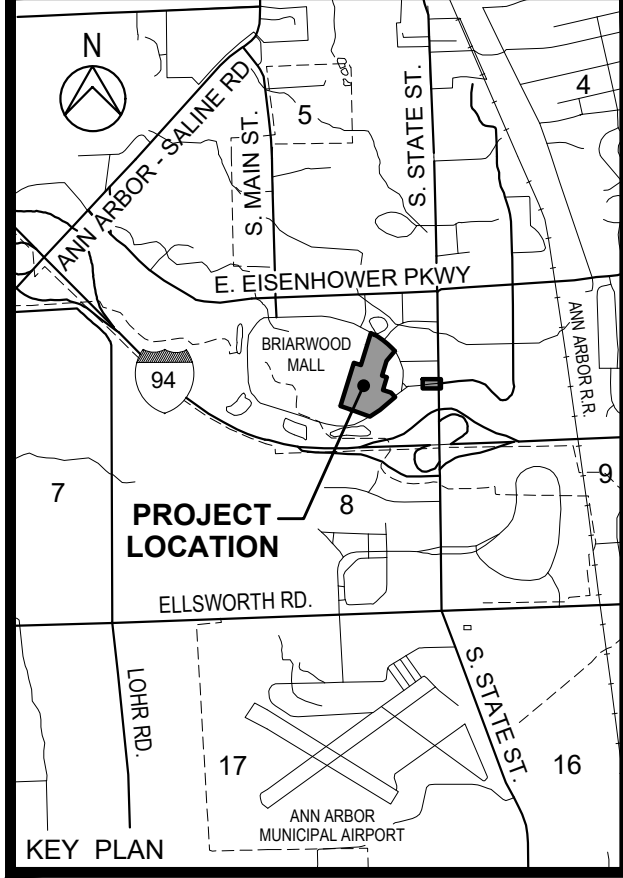 N
ANN ARBOR - SALINE RD
5
S. MAIN ST.
S. STATE ST.
4
E. EISENHOWER PKWY
BRIARWOOD
MALL
ANN ARBOR R.R.
94
7
8
9
PROJECT
LOCATION
ELLSWORTH RD.
LOHR RD.
17
S. STATE ST.
16
ANN ARBOR
MUNICIPAL AIRPORT
KEY PLAN